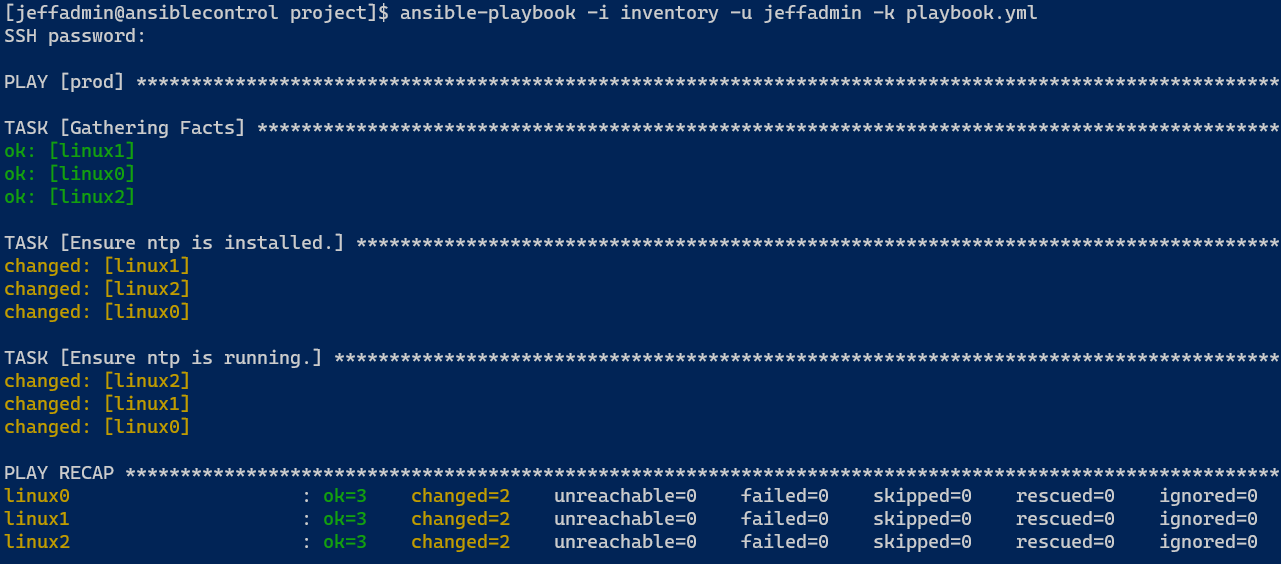 [jeffadmin@ansiblecontrol project]$ ansible-playbook -i inventory -u jeffadmin -k playbook.yml
SSH password:
PLAY [prod] *********************************************************************************************************
TASK [Gathering Facts] *********************************************************************************************
ok: [linux1]
ok: [linux0]
ok: [linux2]
TASK [Ensure ntp is installed.] ************************************************************************************
changed: [linux1]
changed: [linux2]
changed: [linux0]
TASK [Ensure ntp is running.] **************************************************************************************
changed: [linux2]
changed: [linux1]
changed: [linux0]
PLAY RECAP *********************************************************************************************************
linux0                     : ok=3    changed=2    unreachable=0    failed=0    skipped=0    rescued=0    ignored=0
linux1                     : ok=3    changed=2    unreachable=0    failed=0    skipped=0    rescued=0    ignored=0
linux2                     : ok=3    changed=2    unreachable=0    failed=0    skipped=0    rescued=0    ignored=0